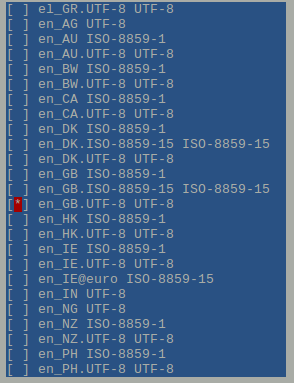 [ ] el_GR.UTF-8 UTF-8
[ ] en_AG UTF-8
[ ] en_AU ISO-8859-1
[ ] en_AU.UTF-8 UTF-8
[ ] en_BW ISO-8859-1
[ ] en_BW.UTF-8 UTF-8
[ ] en_CA ISO-8859-1
[ ] en_CA.UTF-8 UTF-8
[ ] en_DK ISO-8859-1
[ ] en_DK.ISO-8859-15 ISO-8859-15
[ ] en_DK.UTF-8 UTF-8
[ ] en_GB ISO-8859-1
[ ] en_GB.ISO-8859-15 ISO-8859-15
[*] en_GB.UTF-8 UTF-8
[ ] en_HK ISO-8859-1
[ ] en_HK.UTF-8 UTF-8
[ ] en_IE ISO-8859-1
[ ] en_IE.UTF-8 UTF-8
[ ] en_IE@euro ISO-8859-15
[ ] en_IN UTF-8
[ ] en_NG UTF-8
[ ] en_NZ ISO-8859-1
[ ] en_NZ.UTF-8 UTF-8
[ ] en_PH ISO-8859-1
[ ] en_PH.UTF-8 UTF-8